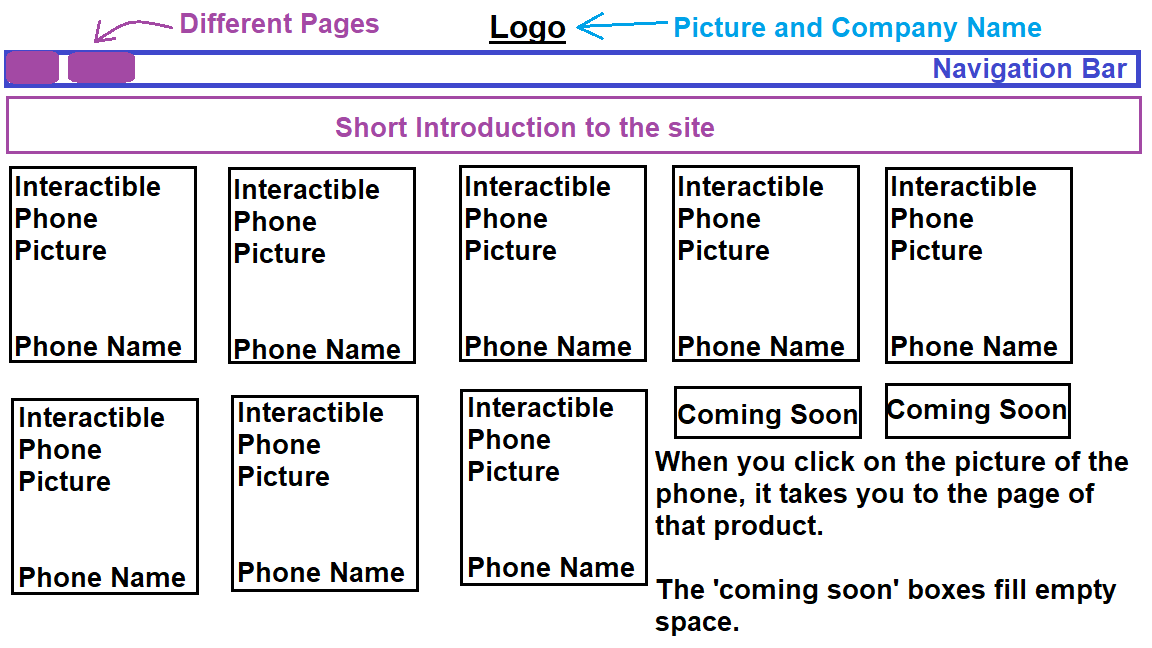 Different Pages
Logo
Picture and Company Name
Navigation Bar
Short Introduction to the site
Interactible
Phone
Picture
Phone Name
Interactible
Phone
Picture
Phone Name
Interactible
Phone
Picture
Phone Name
Interactible
Phone
Picture
Phone Name
Interactible
Phone
Picture
Phone Name
Interactible
Phone
Picture
Phone Name
Interactible
Phone
Picture
Phone Name
Interactible
Phone
Picture
Phone Name
Coming Soon
Coming Soon
When you click on the picture of the
phone, it takes you to the page of
that product.
The 'coming soon' boxes fill empty
space.